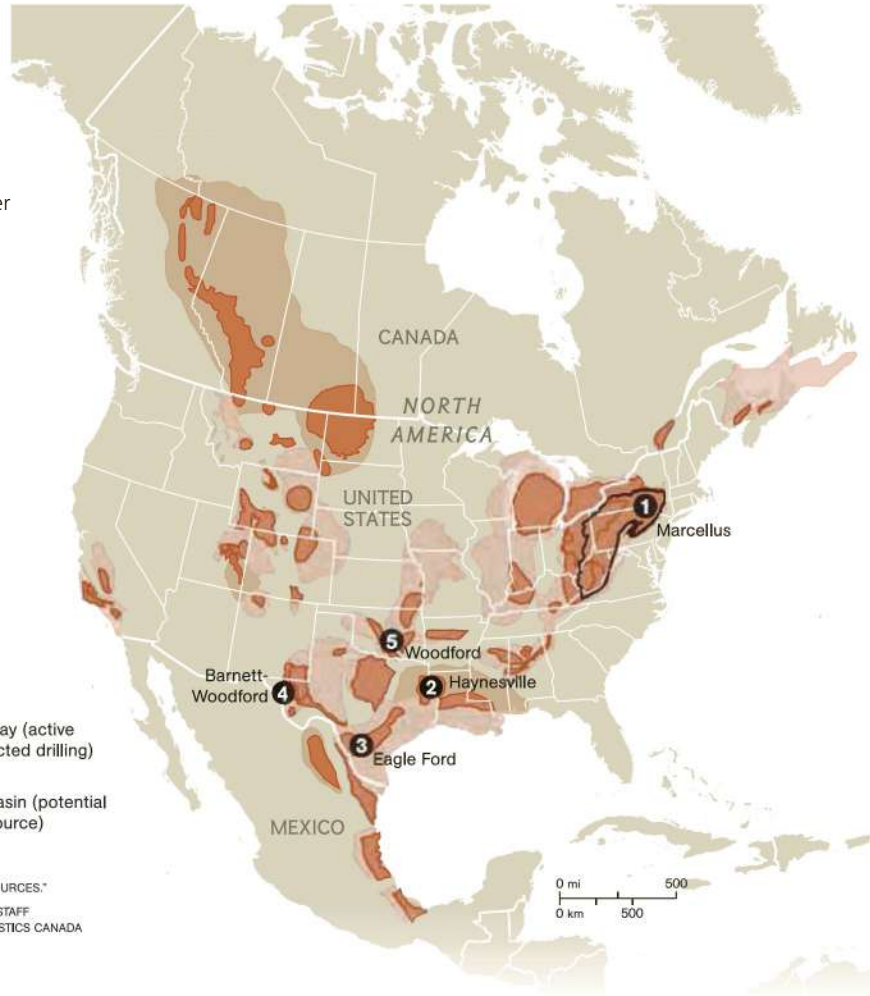 er
CANADA
NORTH
AMERICA
UNITED
STATES
1
Marcellus
5
Woodford
Barnett-
Woodford
4
2
Haynesville
3
Eagle Ford
ay (active
cted drilling)
asin (potential
ource)
MEXICO
URCES."
STAFF
STICS CANADA
0 mi 500
0 km 500